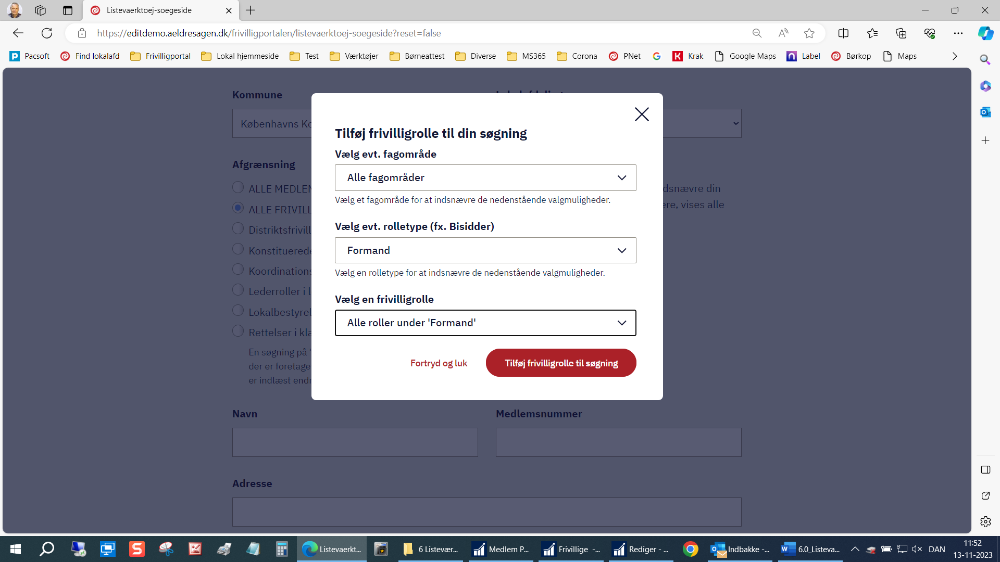 Listevaerktoej-soegeside
https://editdemo.aeldresagen.dk/frivilligportalen/listevaerktoej-soegeside?reset=false
Pacsoft Find lokalafd Frivilligportal Lokal hjemmeside Test Værktøjer Børneattest Diverse MS365 Corona PNet Krak Google Maps Label Børkop Maps
Kommune
Københavns Ko
Afgrænsning
ALLE MEDLEM
ALLE FRIVILL
Distriktsfrivill
Konstituerede
Koordinations
Lederroller i l
Lokalbestyrel
Rettelser i kla
En søgning på '
der er foretage
er indlæst endr
dsnævre din
ere, vises alle
Tilføj frivilligrolle til din søgning
Vælg evt. fagområde
Alle fagområder
Vælg et fagområde for at indsnævre de nedenstående valgmuligheder.
Vælg evt. rolletype (fx. Bisidder)
Formand
Vælg en rolletype for at indsnævre de nedenstående valgmuligheder.
Vælg en frivilligrolle
Alle roller under 'Formand'
Fortryd og luk Tilføj frivilligrolle til søgning
Navn Medlemsnummer
Adresse
Listevaerkt... 6 Listevær... Medlem P... Frivillige -... Rediger - ... Indbakke -... 6.0_Listeva... DAN
11:52
13-11-2023